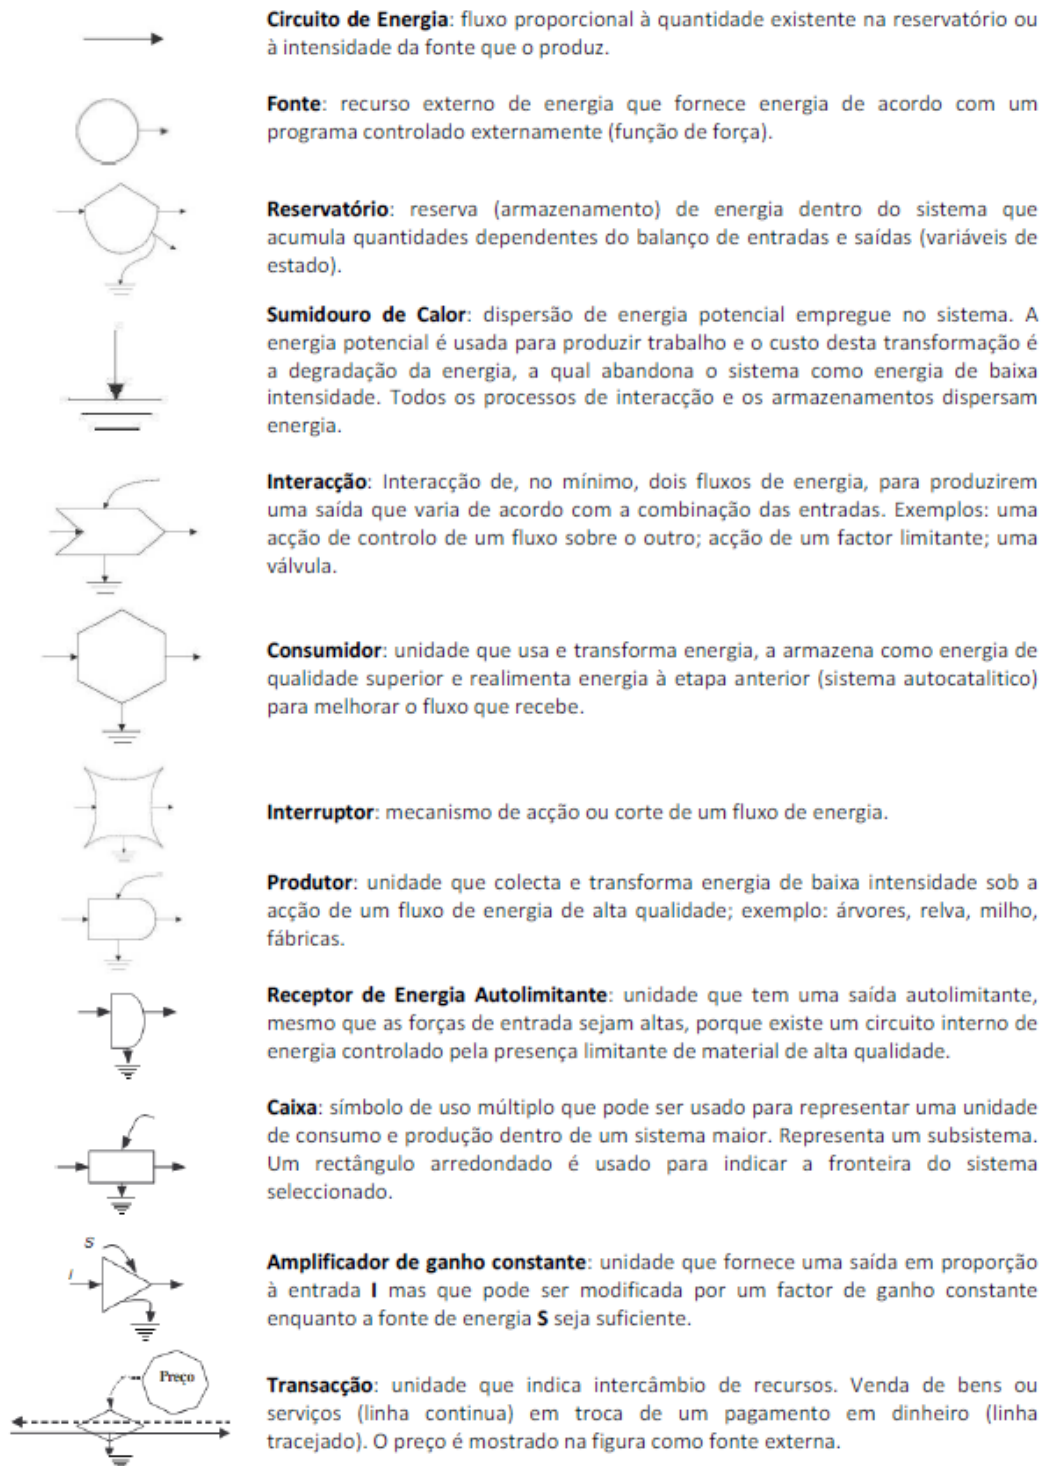 Circuito de Energia: fluxo proporcional à quantidade existente na reservatório ou
à intensidade da fonte que o produz.
Fonte: recurso externo de energia que fornece energia de acordo com um
programa controlado externamente (função de força).
Reservatório: reserva (armazenamento) de energia dentro do sistema que
acumula quantidades dependentes do balanço de entradas e saídas (variáveis de
estado).
Sumidouro de Calor: dispersão de energia potencial empregue no sistema. A
energia potencial é usada para produzir trabalho e o custo desta transformação é
a degradação da energia, a qual abandona o sistema como energia de baixa
intensidade. Todos os processos de interacção e os armazenamentos dispersam
energia.
Interacção: Interacção de, no mínimo, dois fluxos de energia, para produzirem
uma saída que varia de acordo com a combinação das entradas. Exemplos: uma
acção de controlo de um fluxo sobre o outro; acção de um factor limitante; uma
válvula.
Consumidor: unidade que usa e transforma energia, a armazena como energia de
qualidade superior e realimenta energia à etapa anterior (sistema autocatalitico)
para melhorar o fluxo que recebe.
Interruptor: mecanismo de acção ou corte de um fluxo de energia.
Produtor: unidade que colecta e transforma energia de baixa intensidade sob a
acção de um fluxo de energia de alta qualidade; exemplo: árvores, relva, milho,
fábricas.
Receptor de Energia Autolimitante: unidade que tem uma saída autolimitante,
mesmo que as forças de entrada sejam altas, porque existe um circuito interno de
energia controlado pela presença limitante de material de alta qualidade.
Caixa: símbolo de uso múltiplo que pode ser usado para representar uma unidade
de consumo e produção dentro de um sistema maior. Representa um subsistema.
Um rectângulo arredondado é usado para indicar a fronteira do sistema
seleccionado.
S
I
Amplificador de ganho constante: unidade que fornece uma saída em proporção
à entrada I mas que pode ser modificada por um factor de ganho constante
enquanto a fonte de energia S seja suficiente.
Preço
Transacção: unidade que indica intercâmbio de recursos. Venda de bens ou
serviços (linha continua) em troca de um pagamento em dinheiro (linha
tracejado). O preço é mostrado na figura como fonte externa.